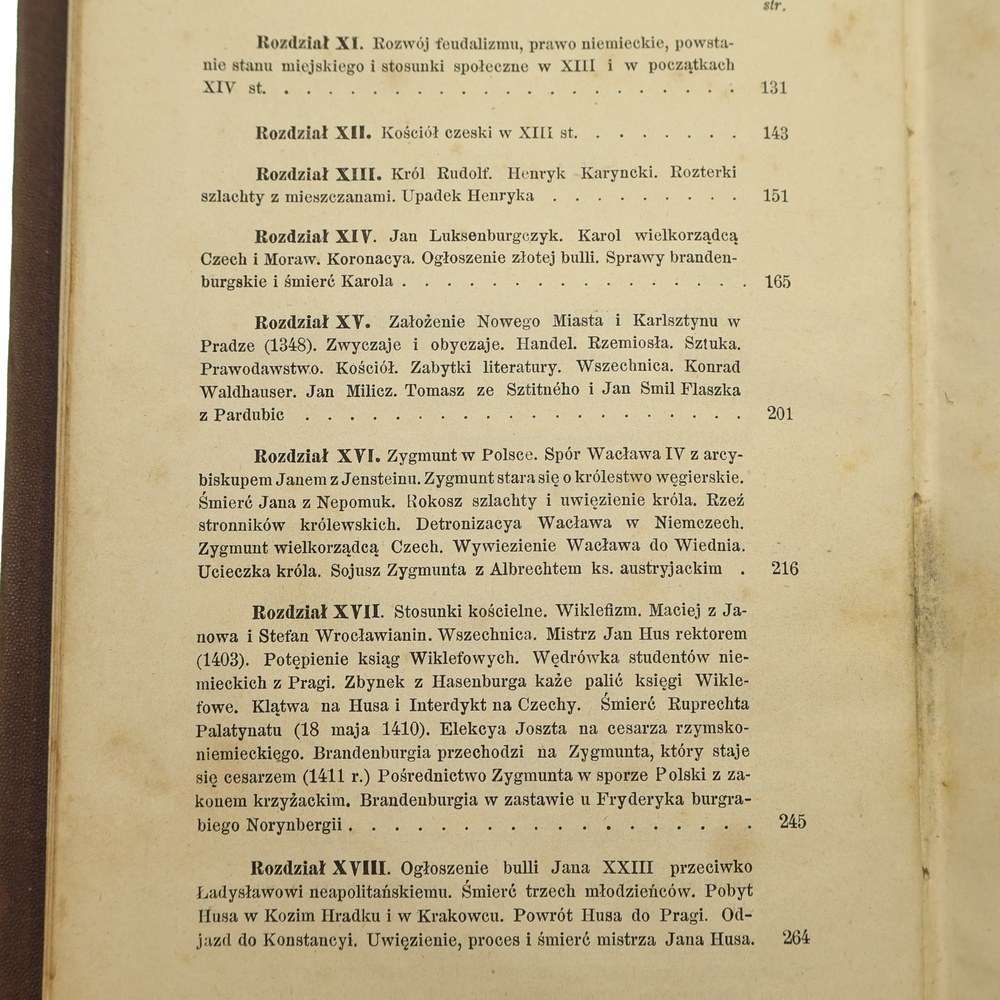 str.
Rozdział XI. Rozwój feudalizmu, prawo niemieckie, powsta-
nie stanu miejskiego i stosunki społeczne w XIII i w początkach
XIV st. . . . . . . . . . . . . . . . . . . . . . . 131
Rozdział XII. Kościół czeski w XIII st. . . . . . . . 143
Rozdział XIII. Król Rudolf. Henryk Karyncki. Rozterki
szlachty z mieszczanami. Upadek Henryka . . . . . . . . . 151
Rozdział XIV. Jan Luksenburgczyk. Karol wielkorządcą
Czech i Moraw. Koronacya. Ogłoszenie złotej bulli. Sprawy branden-
burgskie i śmierć Karola . . . . . . . . . . . . . . . . 165
Rozdział XV. Założenie Nowego Miasta i Karlsztynu w
Pradze (1348). Zwyczaje i obyczaje. Handel. Rzemiosła. Sztuka.
Prawodawstwo. Kościół. Zabytki literatury. Wszechnica. Konrad
Waldhauser. Jan Milicz. Tomasz ze Sztitného i Jan Smil Flaszka
z Pardubic . . . . . . . . . . . . . . . . . . . . 201
Rozdział XVI. Zygmunt w Polsce. Spór Wacława IV z arcy-
biskupem Janem z Jensteinu. Zygmunt stara się o królestwo węgierskie.
Śmierć Jana z Nepomuk. Rokosz szlachty i uwięzienie króla. Rzeź
stronników królewskich. Detronizacya Wacława w Niemczech.
Zygmunt wielkorządcą Czech. Wywiezienie Wacława do Wiednia.
Ucieczka króla. Sojusz Zygmunta z Albrechtem ks. austryjackim . 216
Rozdział XVII. Stosunki kościelne. Wiklefizm. Maciej z Ja-
nowa i Stefan Wrocławianin. Wszechnica. Mistrz Jan Hus rektorem
(1403). Potępienie ksiąg Wiklefowych. Wędrówka studentów nie-
mieckich z Pragi. Zbynek z Hasenburga każe palić księgi Wikle-
fowe. Klątwa na Husa i Interdykt na Czechy. Śmierć Ruprechta
Palatynatu (18 maja 1410). Elekcya Joszta na cesarza rzymsko-
niemieckiego. Brandenburgia przechodzi na Zygmunta, który staje
się cesarzem (1411 r.) Pośrednictwo Zygmunta w sporze Polski z za-
konem krzyżackim. Brandenburgia w zastawie u Fryderyka burgra-
biego Norynbergii . . . . . . . . . . . . . . . . . 245
Rozdział XVIII. Ogłoszenie bulli Jana XXIII przeciwko
Ładysławowi neapolitańskiemu. Śmierć trzech młodzieńców. Pobyt
Husa w Kozim Hradku i w Krakowcu. Powrót Husa do Pragi. Od-
jazd do Konstancyi. Uwięzienie, proces i śmierć mistrza Jana Husa. 264